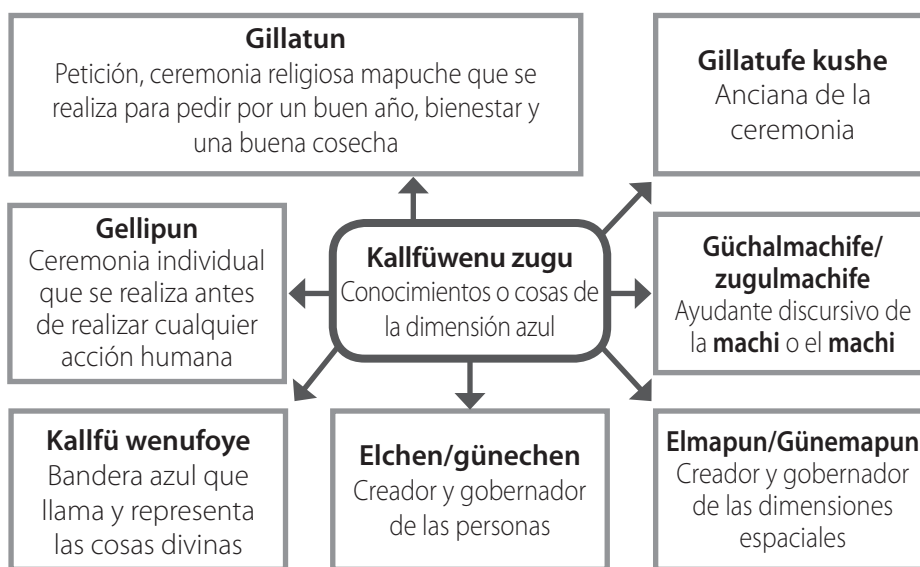 Gillatun
Petición, ceremonia religiosa mapuche que se
realiza para pedir por un buen año, bienestar y
una buena cosecha
Gillatufe kushe
Anciana de la
ceremonia
Gellipun
Ceremonia individual
que se realiza antes
de realizar cualquier
acción humana
Kallfüwenu zugu
Conocimientos o cosas de
la dimensión azul
Güchalmachife/
zugulmachife
Ayudante discursivo de
la machi o el machi
Kallfü wenufoye
Bandera azul que
llama y representa
las cosas divinas
Elchen/günechen
Creador y gobernador
de las personas
Elmapun/Günemapun
Creador y gobernador
de las dimensiones
espaciales